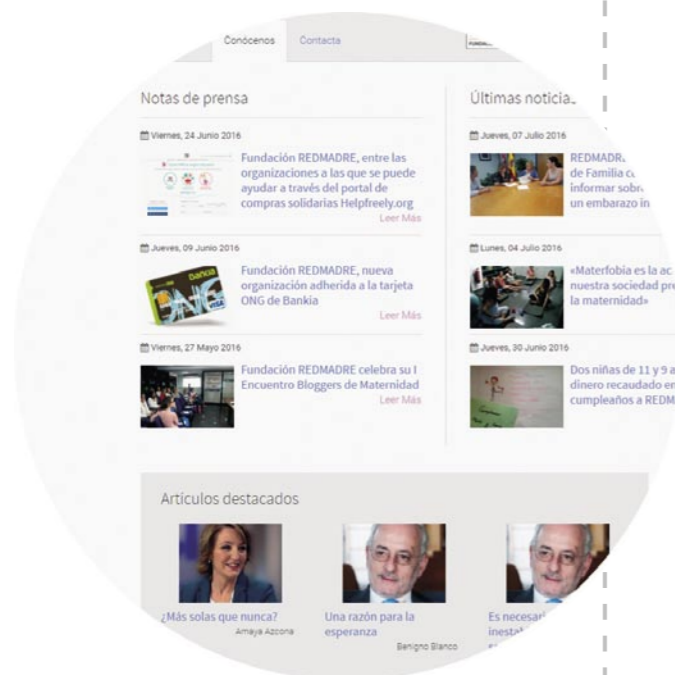 Conócenos
Contacta
Notas de prensa
Viernes, 24 Junio 2016
Fundación REDMADRE, entre las
organizaciones a las que se puede
ayudar a través del portal de
compras solidarias Helpfreely.org
Leer Más
Jueves, 09 Junio 2016
Bankia
ONG
VISA
Fundación REDMADRE, nueva
organización adherida a la tarjeta
ONG de Bankia
Leer Más
Viernes, 27 Mayo 2016
Fundación REDMADRE celebra su I
Encuentro Bloggers de Maternidad
Leer Más
Últimas
Jueves, 07 Julio 2016
de Familia
informar
un embarazo
Lunes, 04 Julio 2016
«Materfobia es la
nuestra sociedad
la maternidad»
Jueves, 30 Junio 2016
Dos niñas de 11 y 9
dinero recaudado
cumpleaños a
Artículos destacados
¿Más solas que nunca?
Amaya Azcona
Una razón para la
esperanza
Benigno Blanco
Es